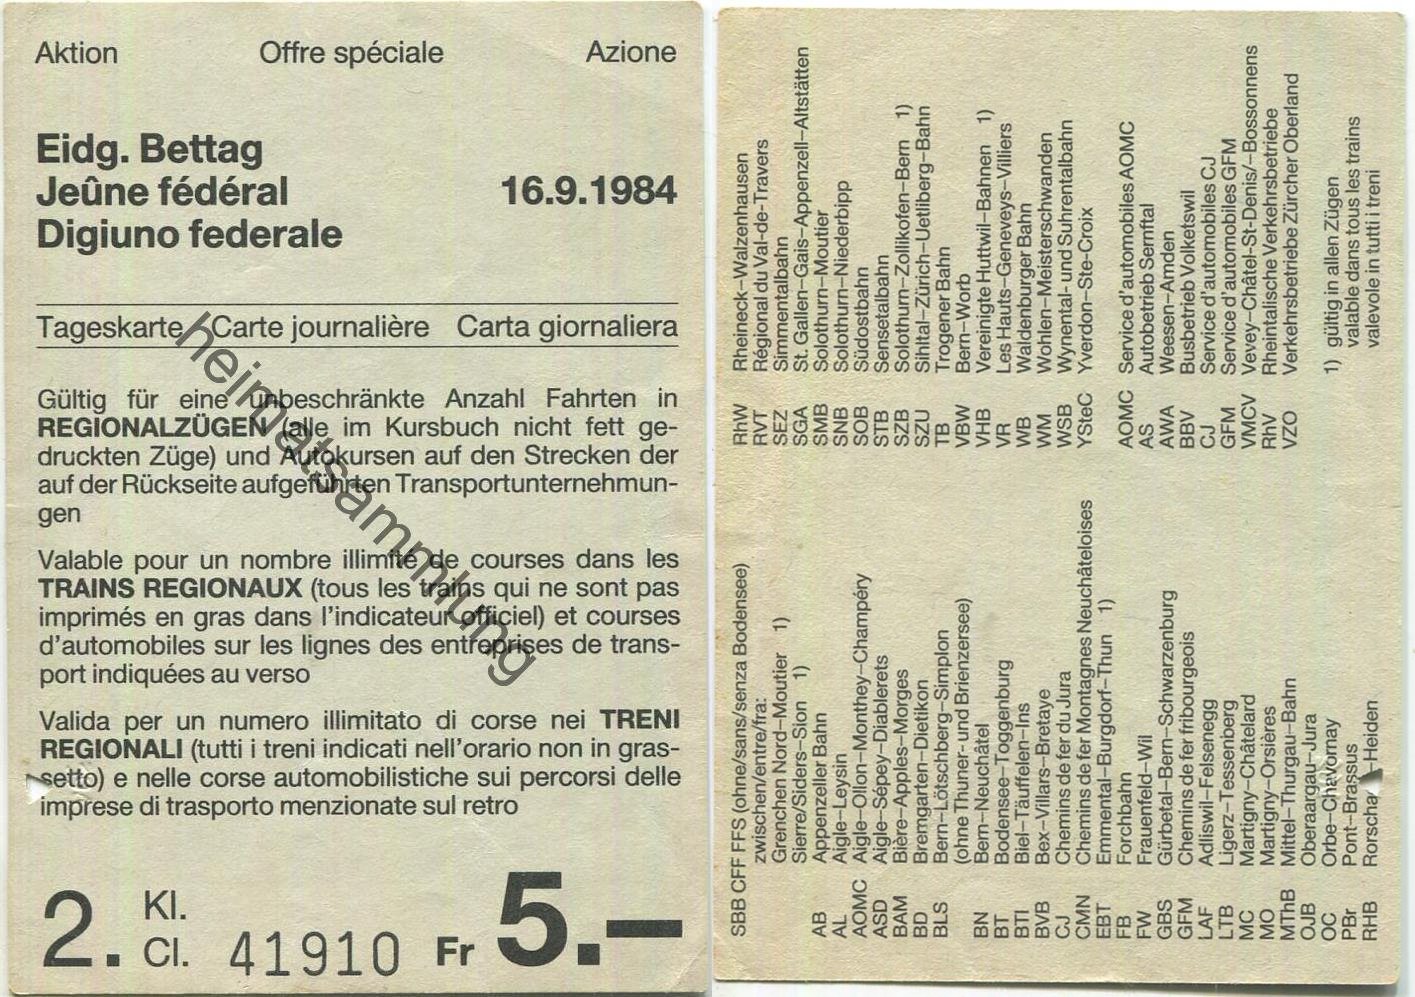 Aktion Offre spéciale Azione
Eidg. Bettag
Jeûne fédéral 16.9.1984
Digiuno federale
Tageskarte Carte journalière Carta giornaliera
Gültig für eine unbeschränkte Anzahl Fahrten in
REGIONALZÜGEN (alle im Kursbuch nicht fett ge-
druckten Züge) und Autokursen auf den Strecken der
auf der Rückseite aufgeführten Transportunternehmun-
gen
Valable pour un nombre illimité de courses dans les
TRAINS REGIONAUX (tous les trains qui ne sont pas
imprimés en gras dans l'indicateur officiel) et courses
d'automobiles sur les lignes des entreprises de trans-
port indiquées au verso
Valida per un numero illimitato di corse nei TRENI
REGIONALI (tutti i treni indicati nell'orario non in gras-
setto) e nelle corse automobilistiche sui percorsi delle
imprese di trasporto menzionate sul retro
2. Kl.
Cl. 41910 Fr 5.–
heimatsammlung
SBB CFF FFS (ohne/sans/senza Bodensee)
zwischen/entre/fra:
Grenchen Nord–Moutier 1)
Sierre/Siders–Sion 1)
AB Appenzeller Bahn
AL Aigle–Leysin
AOMC Aigle–Ollon–Monthey–Champéry
ASD Aigle–Sépey–Diablerets
BAM Bière–Apples–Morges
BD Bremgarten–Dietikon
BLS Bern–Lötschberg–Simplon
(ohne Thuner- und Brienzersee)
BN Bern–Neuchâtel
BT Bodensee–Toggenburg
BTI Biel–Täuffelen–Ins
BVB Bex–Villars–Bretaye
CJ Chemins de fer du Jura
CMN Chemins de fer Montagnes Neuchâteloises
EBT Emmental–Burgdorf–Thun 1)
FB Forchbahn
FW Frauenfeld–Wil
GBS Gürbetal–Bern–Schwarzenburg
GFM Chemins de fer fribourgeois
LAF Adliswil–Felsenegg
LTB Ligerz–Tessenberg
MC Martigny–Châtelard
MO Martigny–Orsières
MThB Mittel–Thurgau–Bahn
OJB Oberaargau–Jura
OC Orbe–Chavornay
PBr Pont–Brassus
RHB Rorscha –Heiden
RhW Rheineck–Walzenhausen
RVT Régional du Val-de-Travers
SEZ Simmentalbahn
SGA St. Gallen–Gais–Appenzell–Altstätten
SMB Solothurn–Moutier
SNB Solothurn–Niederbipp
SOB Südostbahn
STB Sensetalbahn
SZB Solothurn–Zollikofen–Bern 1)
SZU Sihltal–Zürich–Uetliberg–Bahn
TB Trogener Bahn
VBW Bern–Worb
VHB Vereinigte Huttwil–Bahnen 1)
VR Les Hauts–Geneveys–Villiers
WB Waldenburger Bahn
WM Wohlen–Meisterschwanden
WSB Wynental- und Suhrentalbahn
YSteC Yverdon–Ste-Croix
AOMC Service d'automobiles AOMC
AS Autobetrieb Sernftal
AWA Weesen–Amden
BBV Busbetrieb Volketswil
CJ Service d'automobiles CJ
GFM Service d'automobiles GFM
VMCV Vevey–Châtel-St-Denis/–Bossonnens
RhV Rheintalische Verkehrsbetriebe
VZO Verkehrsbetriebe Zürcher Oberland
1) gültig in allen Zügen
valable dans tous les trains
valevole in tutti i treni